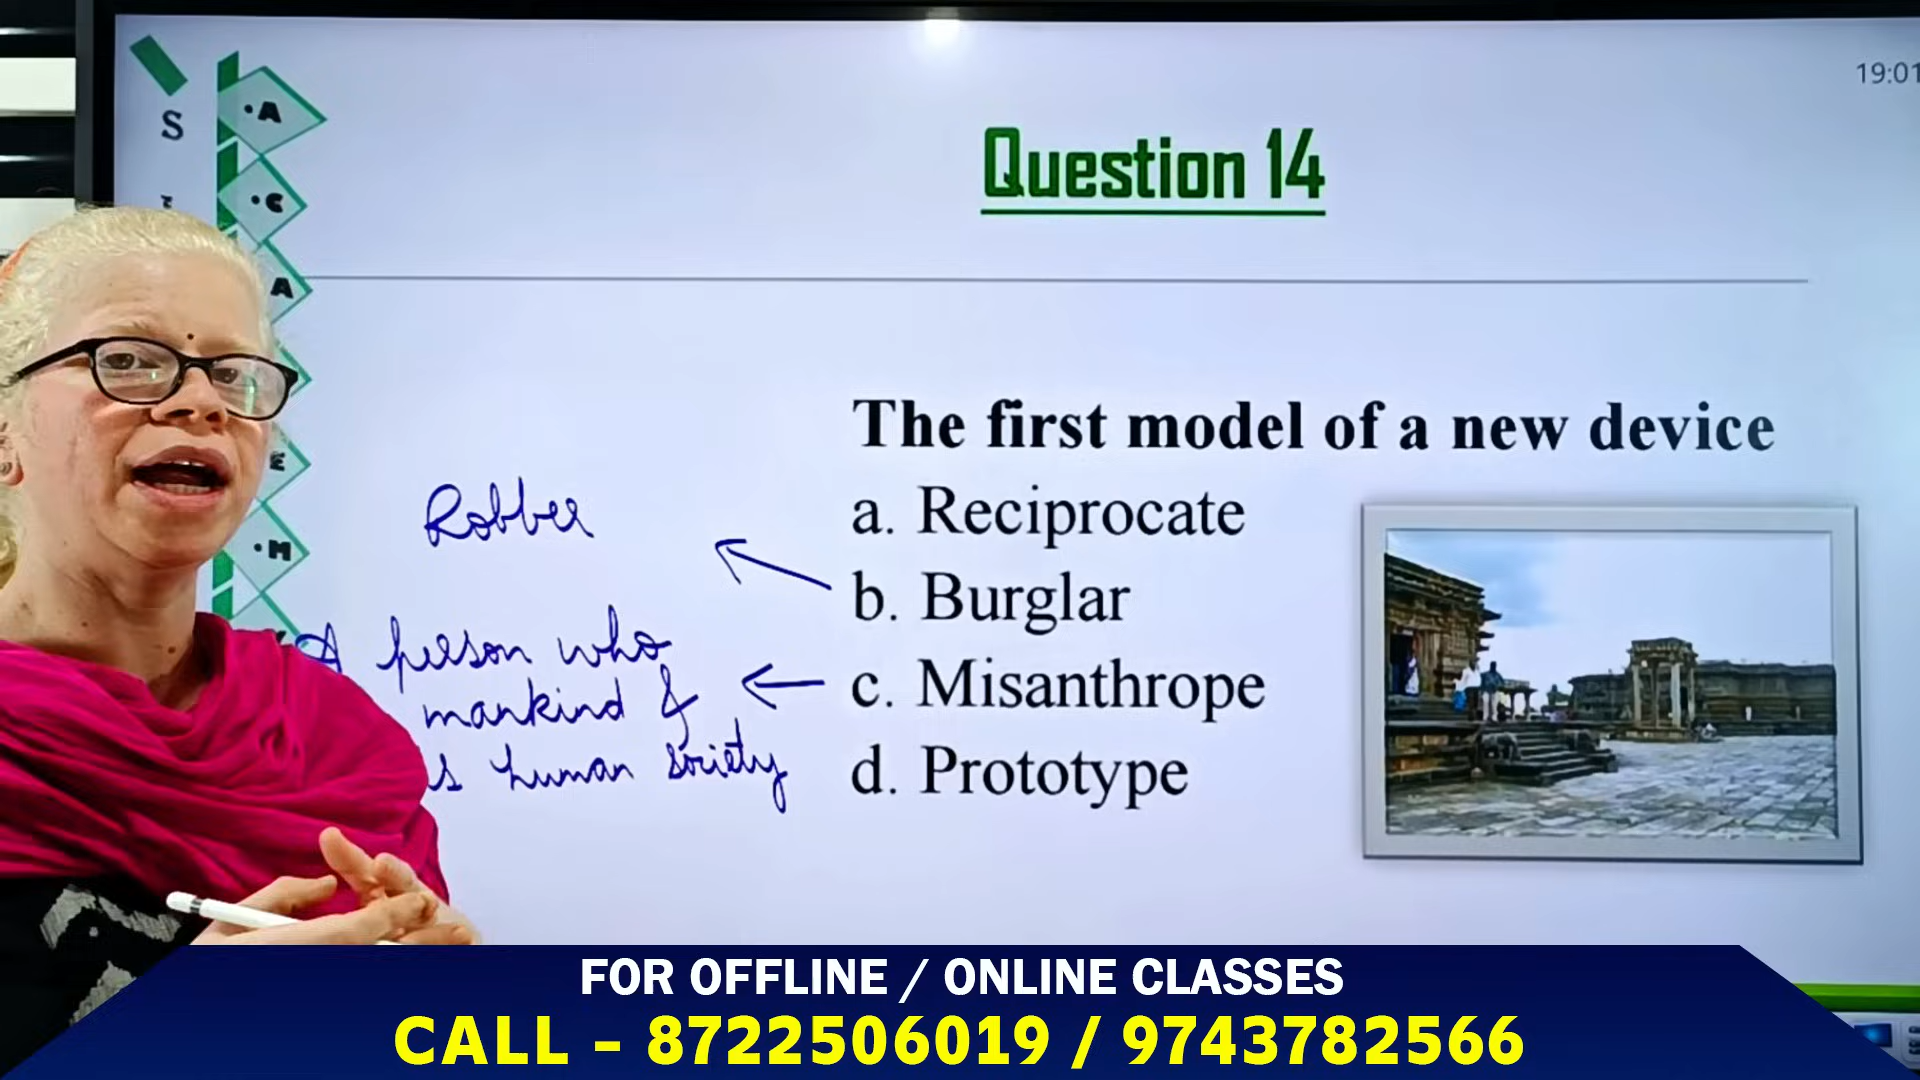 19:01
S
•A
•C
A
E
•M
Question 14
The first model of a new device
a. Reciprocate
b. Burglar
c. Misanthrope
d. Prototype
Robber
A person who
mankind &
s human society
FOR OFFLINE / ONLINE CLASSES
CALL – 8722506019 / 9743782566